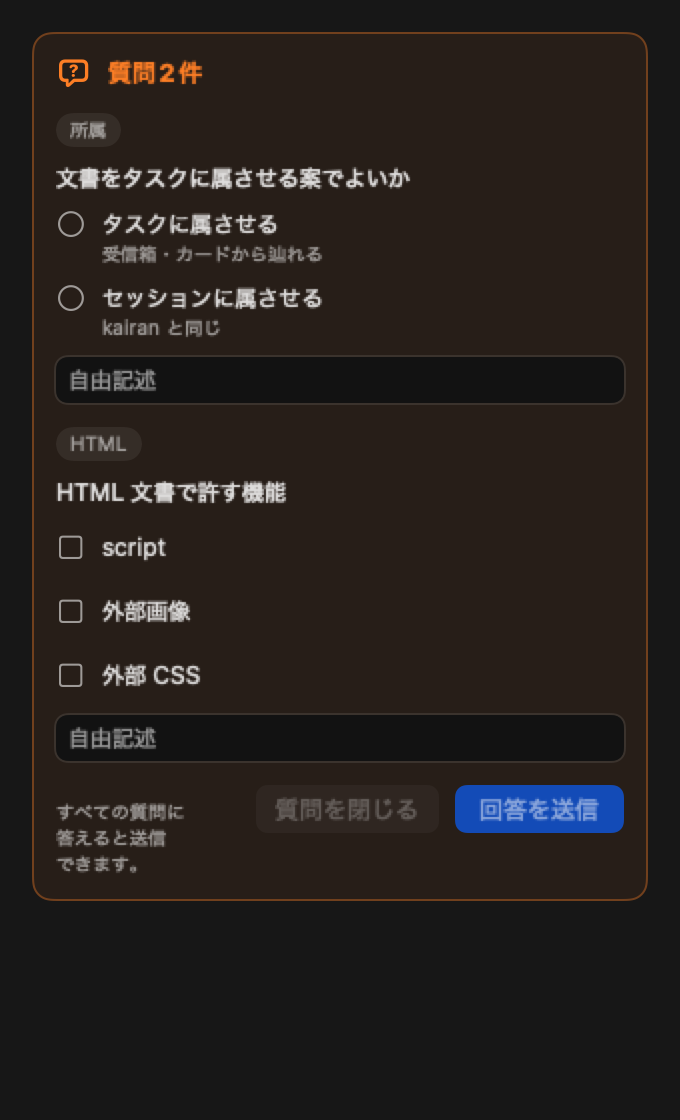 質問2件
所属
文書をタスクに属させる案でよいか
タスクに属させる
受信箱・カードから辿れる
セッションに属させる
kairan と同じ
自由記述
HTML
HTML 文書で許す機能
script
外部画像
外部 CSS
自由記述
すべての質問に
答えると送信
できます。
質問を閉じる
回答を送信